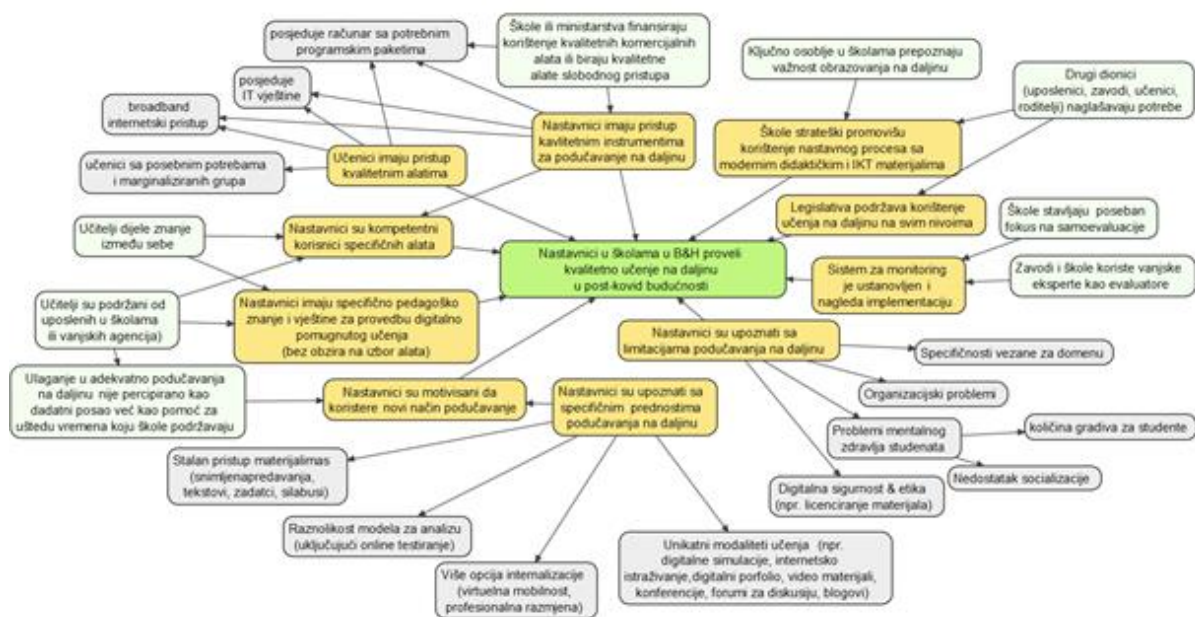 posjeduje računar sa potrebnim
programskim paketima
Škole ili ministarstva finansiraju
korištenje kvalitetnih komercijalnih
alata ili biraju kvalitetne
alate slobodnog pristupa
Ključno osoblje u školama prepoznaju
važnost obrazovanja na daljinu
Drugi dionici
(uposlenici, zavodi, učenici,
roditelji) naglašavaju potrebe
posjeduje
IT vještine
broadband
internetski pristup
učenici sa posebnim potrebama
i marginaliziranih grupa
Učenici imaju pristup
kvalitetnim alatima
Nastavnici imaju pristup
kavlitetnim instrumentima
za podučavanje na daljinu
Škole strateški promovišu
korištenje nastavnog procesa sa
modernim didaktičkim i IKT materijalima
Legislativa podržava korištenje
učenja na daljinu na svim nivoima
Škole stavljaju poseban
fokus na samoevaluacije
Učitelji dijele znanje
između sebe
Nastavnici su kompetentni
korisnici specifičnih alata
Nastavnici u školama u B&H proveli
kvalitetno učenje na daljinu
u post-kovid budućnosti
Sistem za monitoring
je ustanovljen i
nagleda implementaciju
Zavodi i škole koriste vanjske
eksperte kao evaluatore
Učitelji su podržani od
uposlenih u školama
ili vanjskih agencija)
Nastavnici imaju specifično pedagoško
znanje i vještine za provedbu digitalno
pomugnutog učenja
(bez obzira na izbor alata)
Nastavnici su upoznati sa
limitacijama podučavanja na daljinu
Specifičnosti vezane za domenu
Ulaganje u adekvatno podučavanja
na daljinu nije percipirano kao
dadatni posao već kao pomoć za
uštedu vremena koju škole podržavaju
Nastavnici su motivisani da
koristere novi način podučavanje
Nastavnici su upoznati sa
specifičnim prednostima
podučavanja na daljinu
Organizacijski problemi
Problemi mentalnog
zdravlja studenata
količina gradiva za studente
Nedostatak socializacije
Stalan pristup materijalimas
(snimljenapredavanja,
tekstovi, zadatci, silabusi)
Digitalna sigurnost & etika
(npr. licenciranje materijala)
Raznolikost modela za analizu
(uključujući online testiranje)
Više opcija internalizacije
(virtuelna mobilnost,
profesionalna razmjena)
Unikatni modaliteti učenja (npr.
digitalne simulacije, internetsko
istraživanje,digitalni porfolio, video materijali,
konferencije, forumi za diskusiju, blogovi)